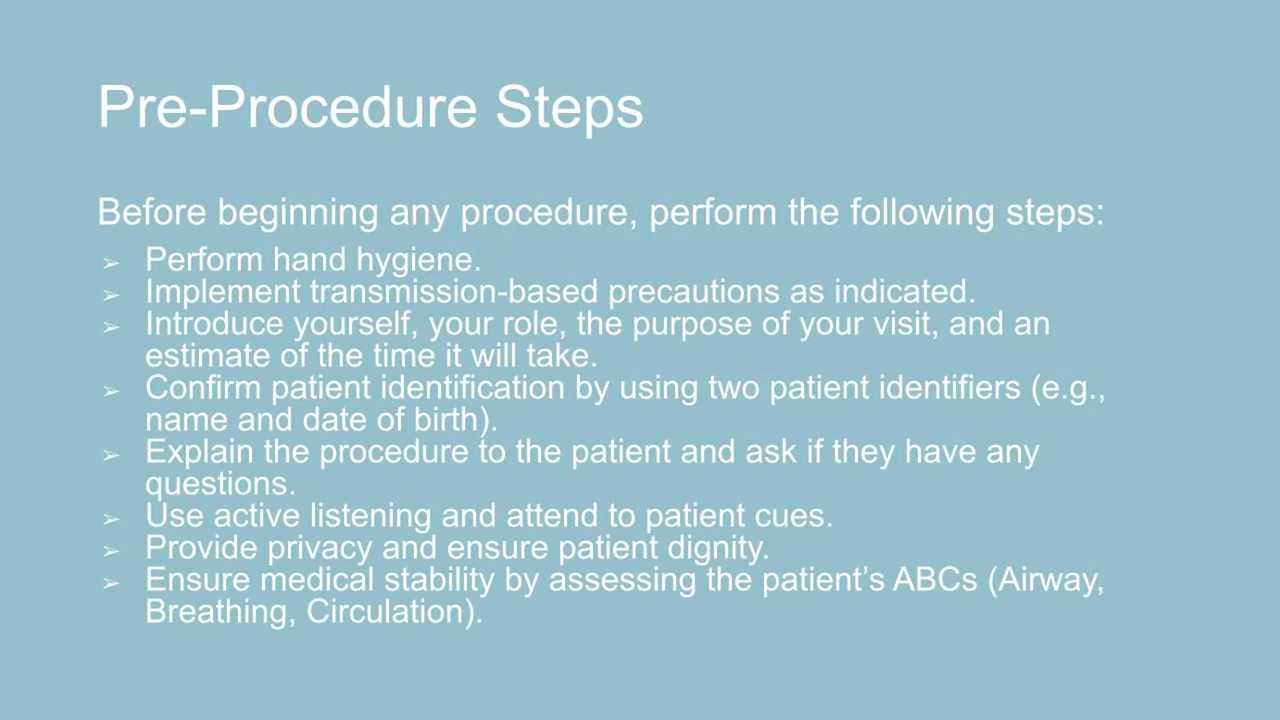 Pre-Procedure Steps
Before beginning any procedure, perform the following steps:
➢ Perform hand hygiene.
➢ Implement transmission-based precautions as indicated.
➢ Introduce yourself, your role, the purpose of your visit, and an
estimate of the time it will take.
➢ Confirm patient identification by using two patient identifiers (e.g.,
name and date of birth).
➢ Explain the procedure to the patient and ask if they have any
questions.
➢ Use active listening and attend to patient cues.
➢ Provide privacy and ensure patient dignity.
➢ Ensure medical stability by assessing the patient’s ABCs (Airway,
Breathing, Circulation).